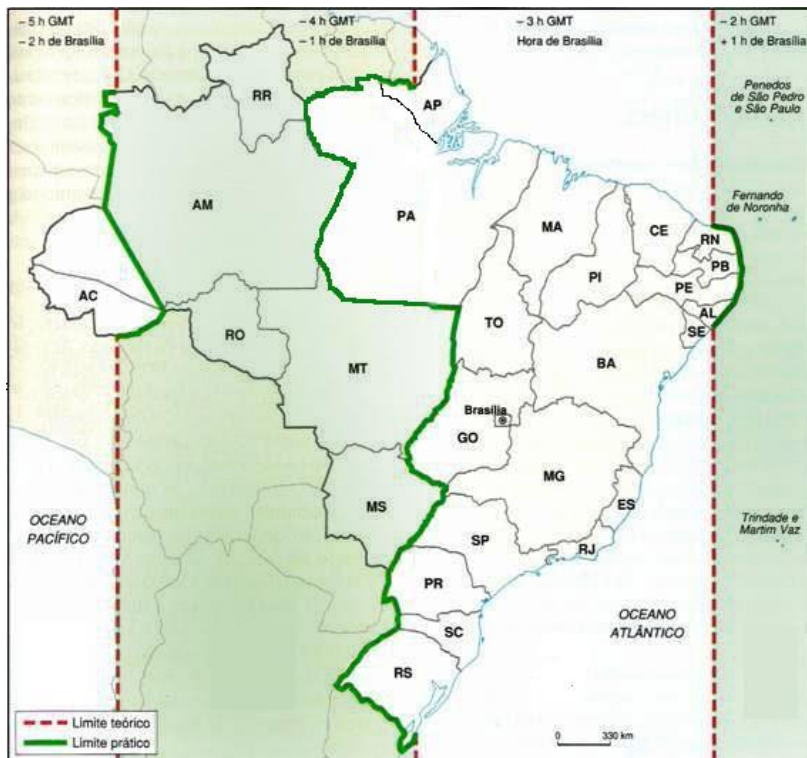 – 5 h GMT
– 2 h de Brasília
– 4 h GMT
– 1 h de Brasília
– 3 h GMT
Hora de Brasília
– 2 h GMT
+ 1 h de Brasília
Penedos
de São Pedro
e São Paulo
RR
AP
AM
PA
MA
CE
Fernando
de Noronha
RN
PB
PI
PE
AC
AL
SE
RO
TO
MT
BA
Brasília
GO
MG
MS
ES
OCEANO
PACÍFICO
SP
RJ
Trindade e
Martim Vaz
PR
SC
OCEANO
ATLÂNTICO
RS
Limite teórico
Limite prático
0 330 km